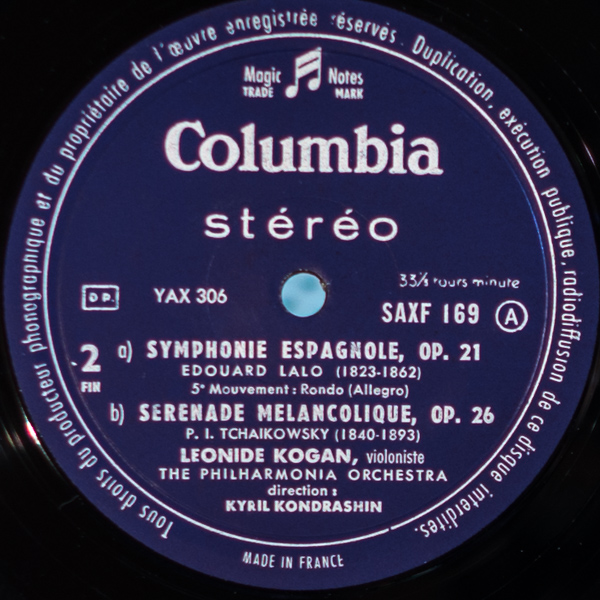 Tous droits du producteur phonographique et du propriétaire de l'œuvre enregistrée réservés. Duplication, exécution publique, radiodiffusion de ce disque interdites.
Magic Notes
TRADE MARK
Columbia
stéréo
33⅓ tours minute
D.P. YAX 306 SAXF 169 A
2 a) SYMPHONIE ESPAGNOLE, OP. 21
EDOUARD LALO (1823-1862)
FIN 5e Mouvement: Rondo (Allegro)
b) SERENADE MELANCOLIQUE, OP. 26
P. I. TCHAIKOWSKY (1840-1893)
LEONIDE KOGAN, violoniste
THE PHILHARMONIA ORCHESTRA
direction :
KYRIL KONDRASHIN
MADE IN FRANCE